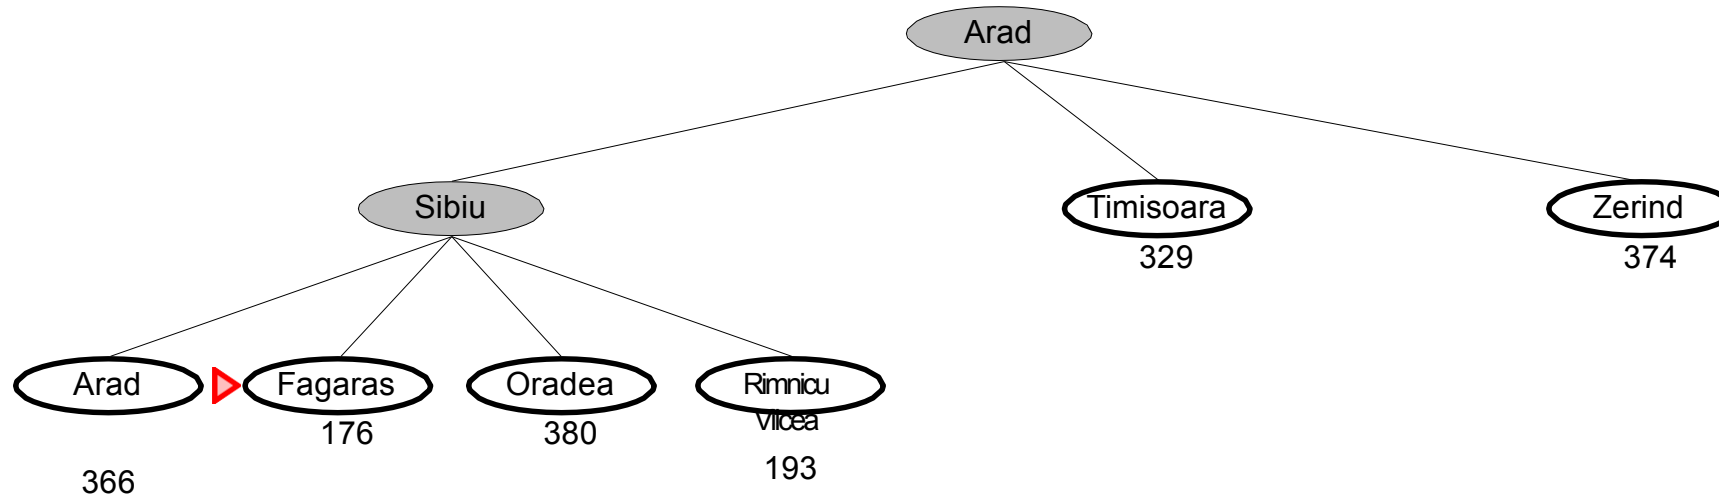 Arad
Sibiu
Timisoara
Zerind
329
374
Arad
Fagaras
Oradea
Rimnicu
Vilcea
176
380
193
366